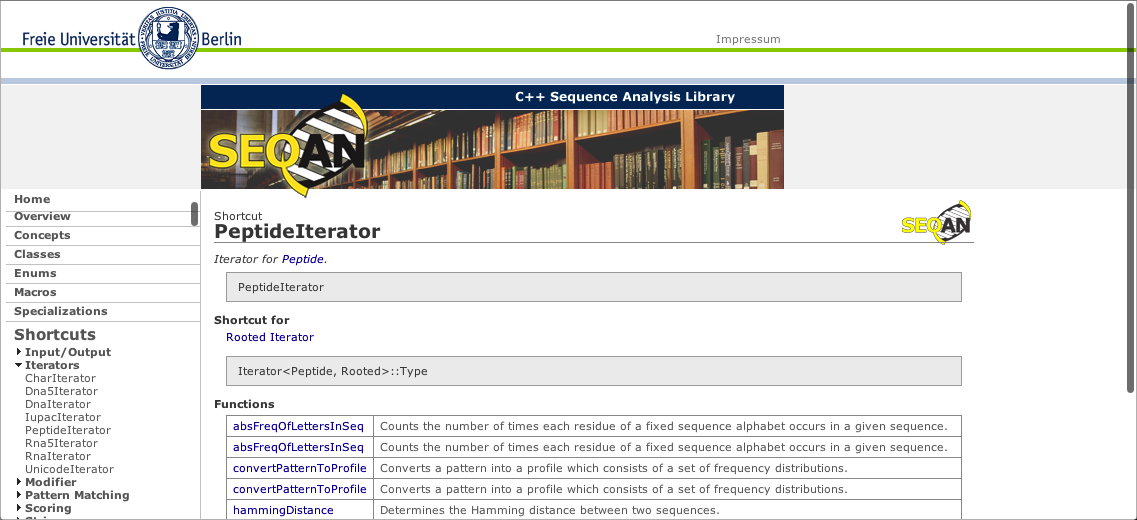 Freie Universität Berlin
Impressum
C++ Sequence Analysis Library
SEQAN
Home
Overview
Concepts
Classes
Enums
Macros
Specializations
Shortcuts
Input/Output
Iterators
CharIterator
Dna5Iterator
DnaIterator
IupacIterator
PeptideIterator
Rna5Iterator
RnaIterator
UnicodeIterator
Modifier
Pattern Matching
Scoring
Shortcut
PeptideIterator
SEQAN
Iterator for Peptide.
PeptideIterator
Shortcut for
Rooted Iterator
Iterator<Peptide, Rooted>::Type
Functions
absFreqOfLettersInSeq Counts the number of times each residue of a fixed sequence alphabet occurs in a given sequence.
absFreqOfLettersInSeq Counts the number of times each residue of a fixed sequence alphabet occurs in a given sequence.
convertPatternToProfile Converts a pattern into a profile which consists of a set of frequency distributions.
convertPatternToProfile Converts a pattern into a profile which consists of a set of frequency distributions.
hammingDistance Determines the Hamming distance between two sequences.